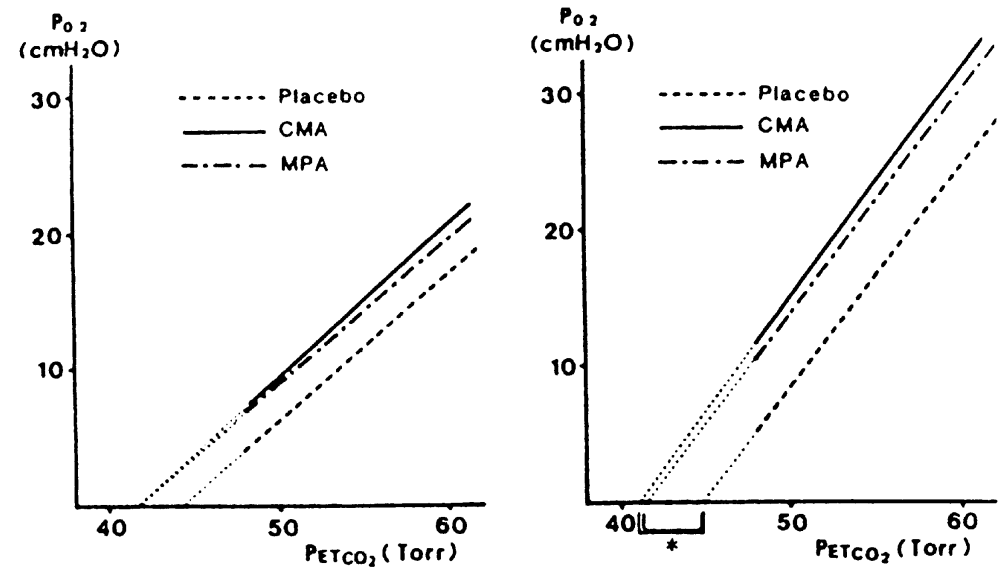 P0 2
(cmH₂O)
30
20
10
Placebo
CMA
MPA
40 50 60
PETCO₂(Torr)
P0 2
(cmH₂O)
30
20
10
Placebo
CMA
MPA
40 50 60
*
PETCO₂(Torr)